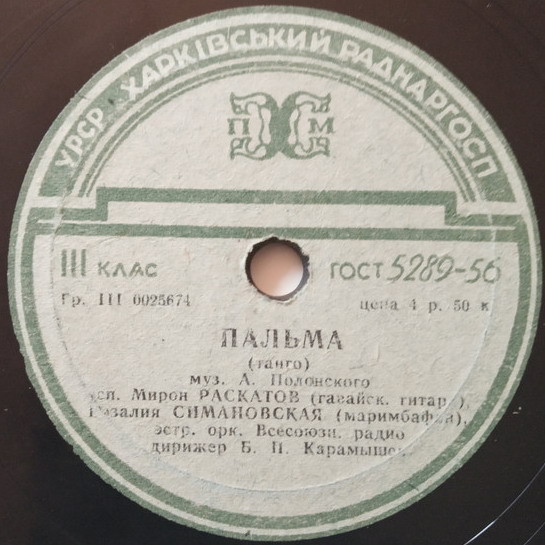 УРСР ХАРКІВСЬКИЙ РАДНАРГОСП
П М
III КЛАС
ГОСТ 5289-56
Гр. III 0025674
цена 4 р. 50 к
ПАЛЬМА
(танго)
муз. А. Полонского
исп. Мирон РАСКАТОВ (гавайск. гитара),
Розалия СИМАНОВСКАЯ (маримбафон),
эстр. орк. Всесоюзн. радио
дирижер Б. П. Карамышев